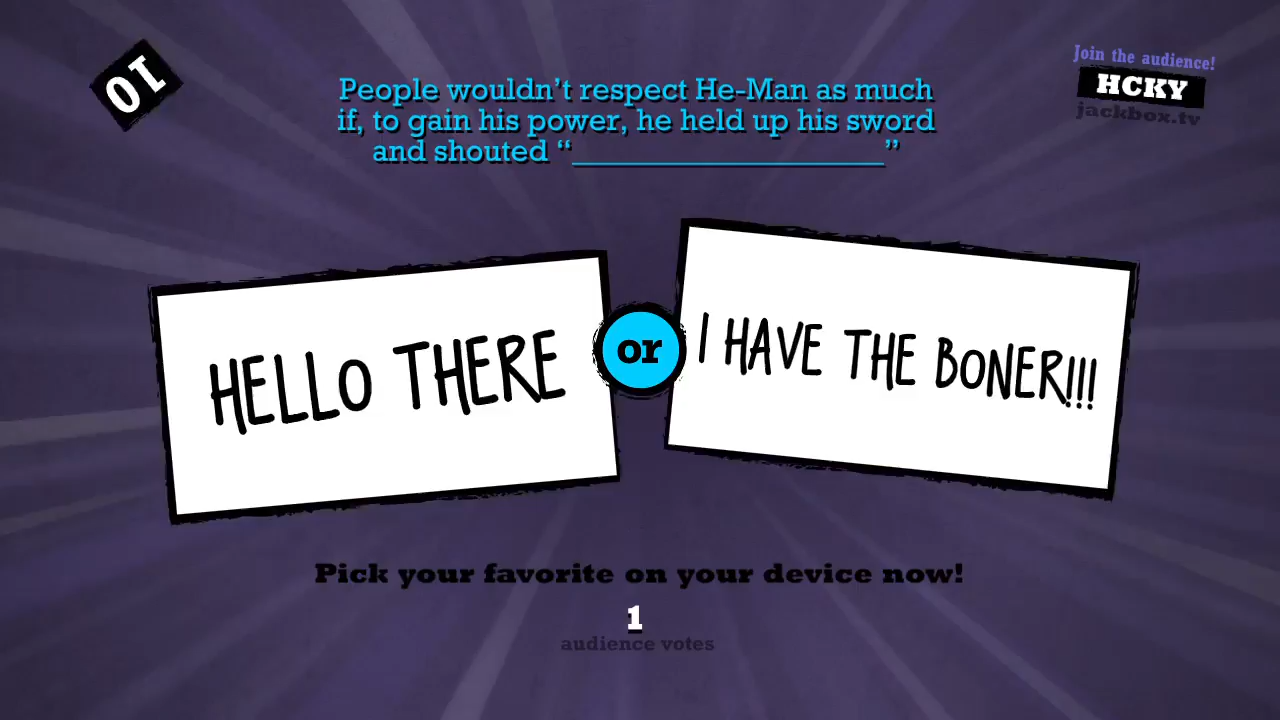 10
People wouldn't respect He-Man as much
if, to gain his power, he held up his sword
and shouted "____________________"
Join the audience!
HCKY
jackbox.tv
HELLO THERE
or
I HAVE THE BONER!!!
Pick your favorite on your device now!
1
audience votes